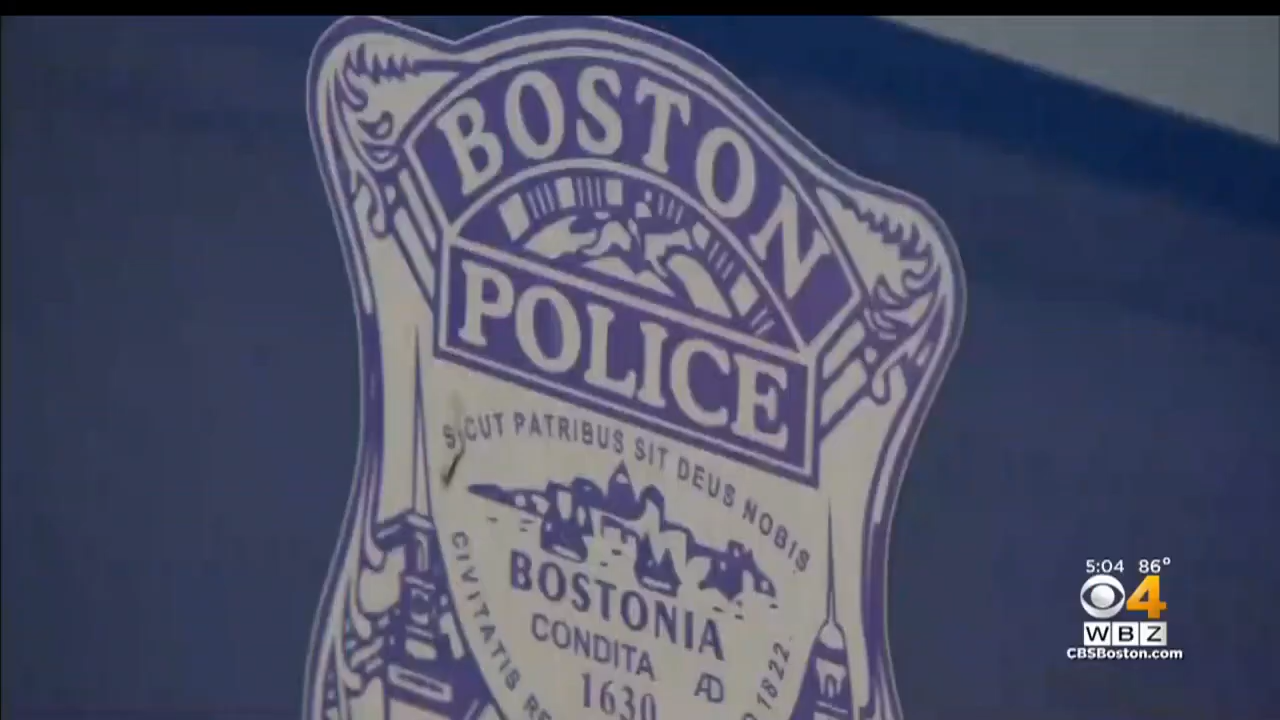 BOSTON
POLICE
SICUT PATRIBUS SIT DEUS NOBIS
BOSTONIA
CONDITA
AD
1630
CIVITATIS
1822.
5:04 86°
4
WBZ
CBSBoston.com